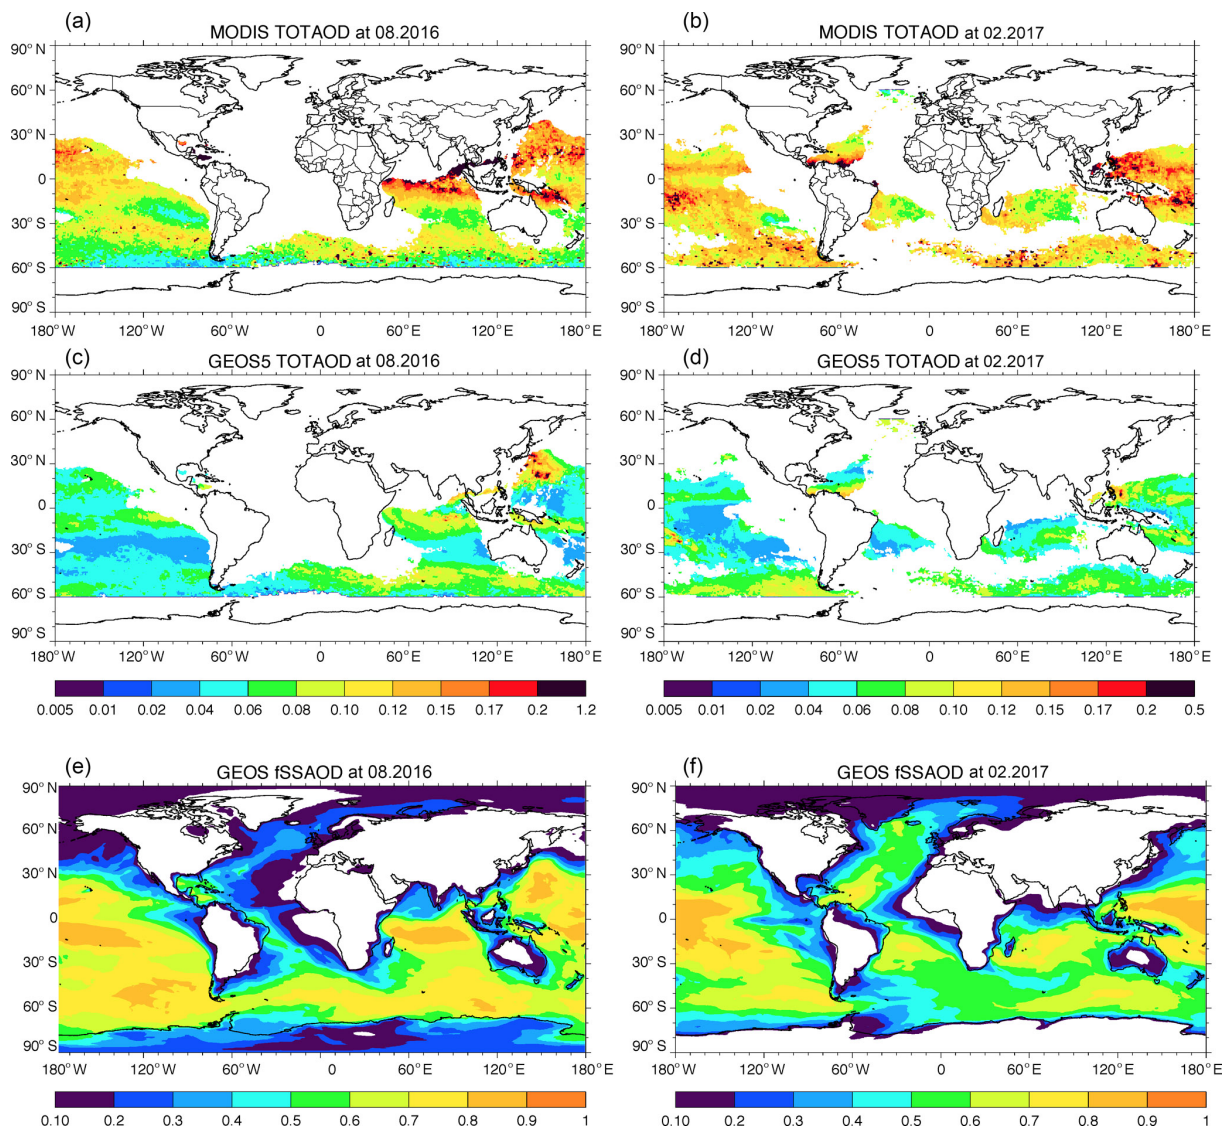 (a)
MODIS TOTAOD at 08.2016
90° N
60° N
30° N
0
30° S
60° S
90° S
180° W 120° W 60° W 0 60° E 120° E 180° E
(b)
MODIS TOTAOD at 02.2017
90° N
60° N
30° N
0
30° S
60° S
90° S
180° W 120° W 60° W 0 60° E 120° E 180° E
(c)
GEOS5 TOTAOD at 08.2016
90° N
60° N
30° N
0
30° S
60° S
90° S
180° W 120° W 60° W 0 60° E 120° E 180° E
0.005 0.01 0.02 0.04 0.06 0.08 0.10 0.12 0.15 0.17 0.2 1.2
(d)
GEOS5 TOTAOD at 02.2017
90° N
60° N
30° N
0
30° S
60° S
90° S
180° W 120° W 60° W 0 60° E 120° E 180° E
0.005 0.01 0.02 0.04 0.06 0.08 0.10 0.12 0.15 0.17 0.2 0.5
(e)
GEOS fSSAOD at 08.2016
90° N
60° N
30° N
0
30° S
60° S
90° S
180° W 120° W 60° W 0 60° E 120° E 180° E
0.10 0.2 0.3 0.4 0.5 0.6 0.7 0.8 0.9 1
(f)
GEOS fSSAOD at 02.2017
90° N
60° N
30° N
0
30° S
60° S
90° S
180° W 120° W 60° W 0 60° E 120° E 180° E
0.10 0.2 0.3 0.4 0.5 0.6 0.7 0.8 0.9 1